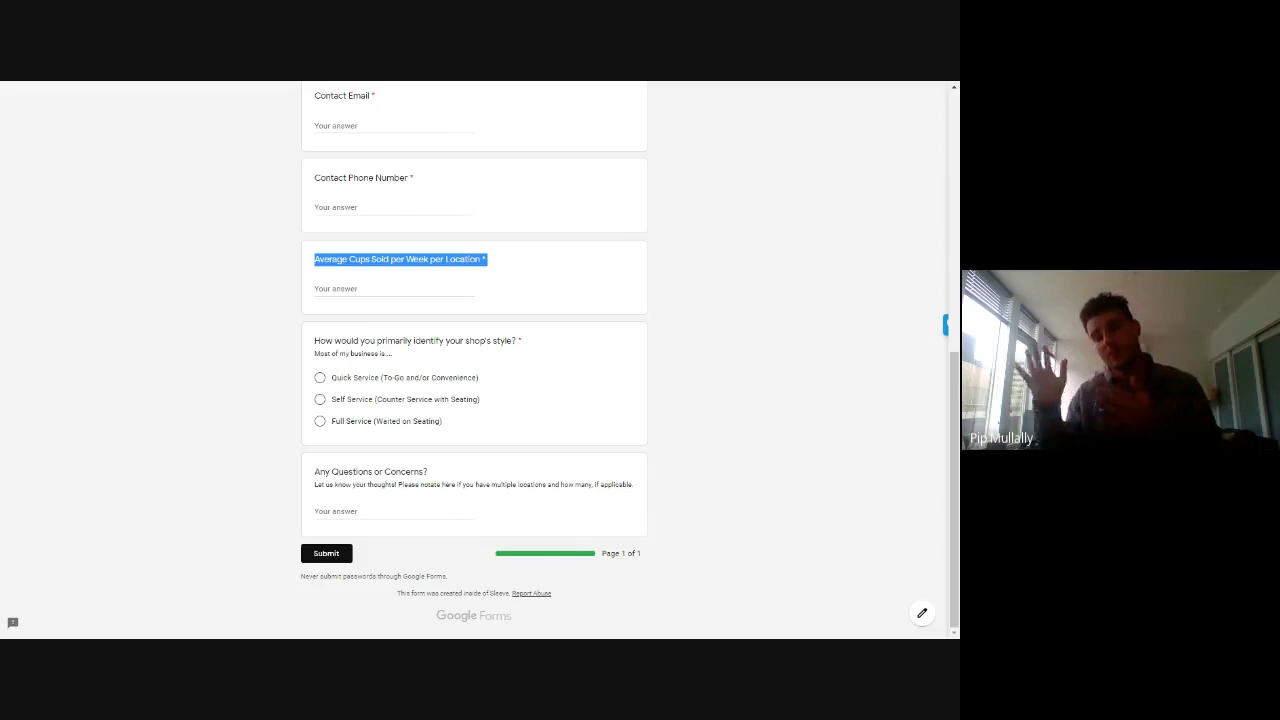 Contact Email *
Your answer
Contact Phone Number *
Your answer
Average Cups Sold per Week per Location *
Your answer
How would you primarily identify your shop's style? *
Most of my business is....
Quick Service (To-Go and/or Convenience)
Self Service (Counter Service with Seating)
Full Service (Waited on Seating)
Any Questions or Concerns?
Let us know your thoughts! Please notate here if you have multiple locations and how many, if applicable.
Your answer
Submit
Page 1 of 1
Never submit passwords through Google Forms.
This form was created inside of Sleeve. Report Abuse
Google Forms
Pip Mullally